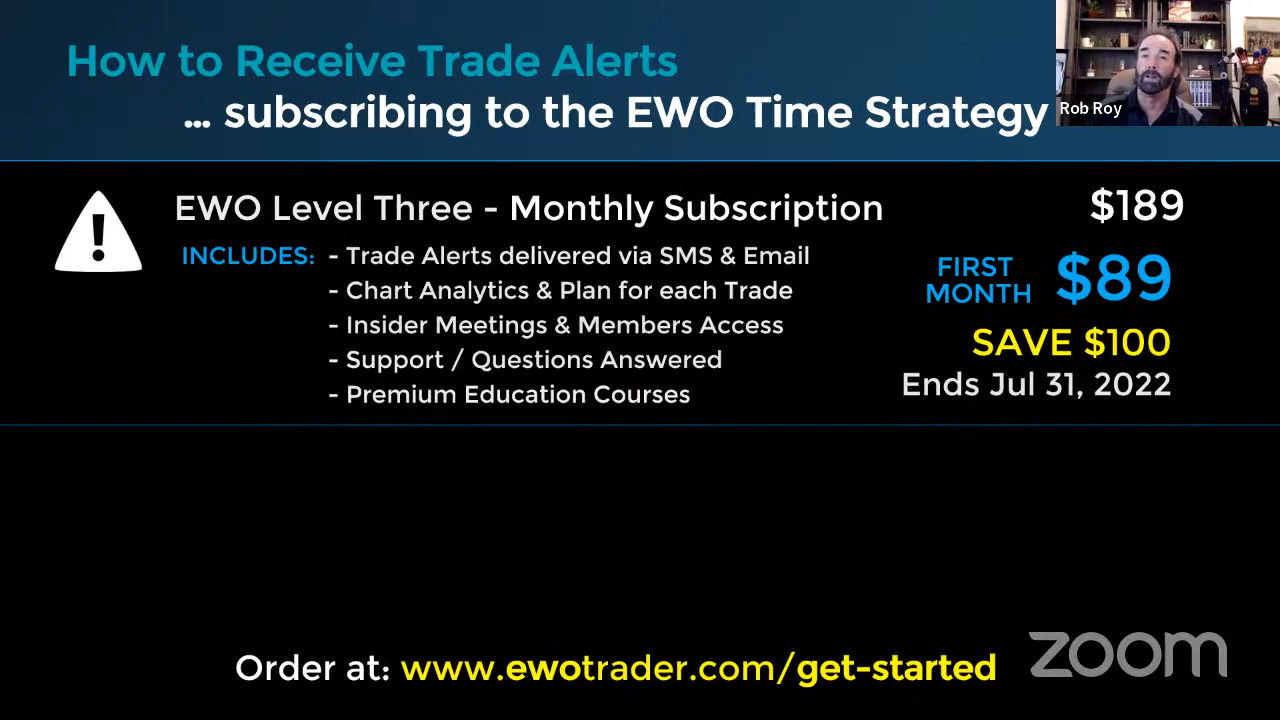 How to Receive Trade Alerts
... subscribing to the EWO Time Strategy
Rob Roy
EWO Level Three - Monthly Subscription
$189
INCLUDES: - Trade Alerts delivered via SMS & Email
- Chart Analytics & Plan for each Trade
- Insider Meetings & Members Access
- Support / Questions Answered
- Premium Education Courses
FIRST
MONTH
$89
SAVE $100
Ends Jul 31, 2022
Order at: www.ewotrader.com/get-started
zoom